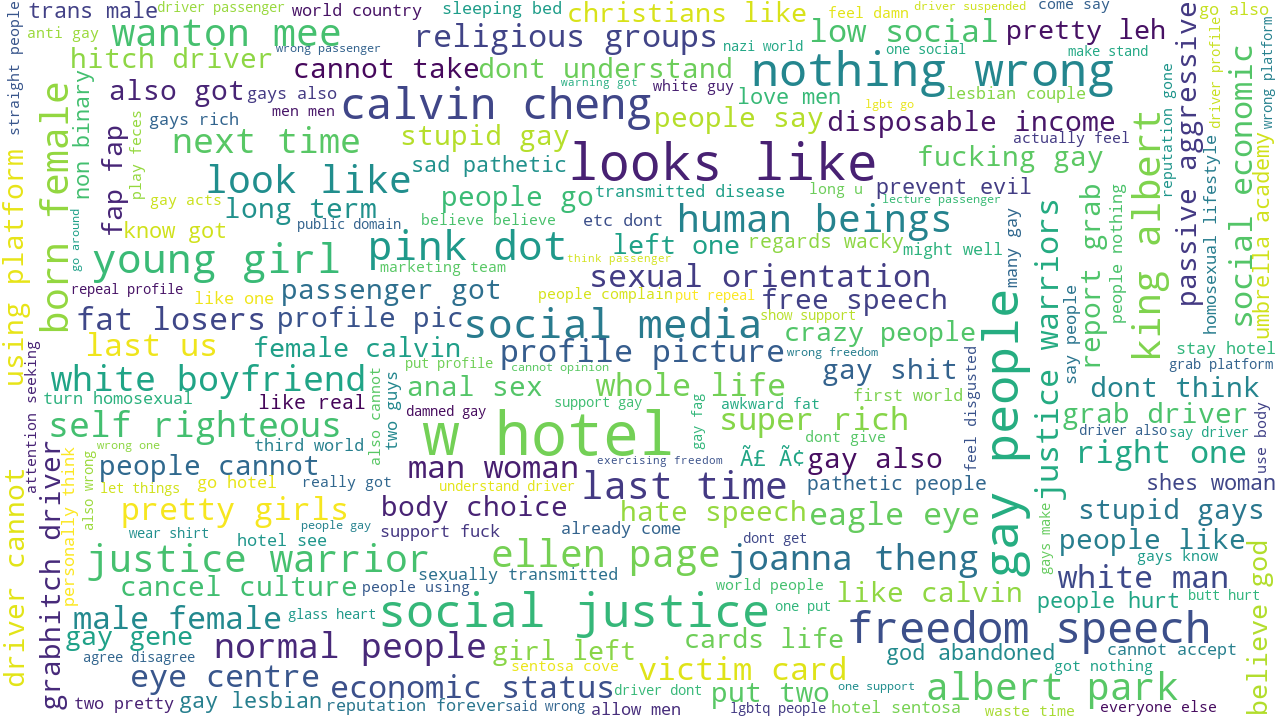 trans male
driver passenger
world country
sleeping bed
christians like
feel damn
driver suspended
come say
go also
anti gay
wanton mee
wrong passenger
religious groups
nazi world
low social
one social
pretty leh
make stand
hitch driver
cannot take
dont understand
warning got
white guy
nothing wrong
straight people
also got
gays also
men men
calvin cheng
love men
lesbian couple
lgbt go
people say
disposable income
actually feel
gays rich
next time
stupid gay
sad pathetic
looks like
fucking gay
non binary
fap fap
play feces
look like
gay acts
long term
people go
transmitted disease
long u
prevent evil
lecture passenger
know got
public domain
believe believe
etc dont
human beings
born female
go around
young girl
pink dot
left one
regards wacky
might well
many gay
marketing team
think passenger
sexual orientation
repeal profile
like one
passenger got
people complain
put repeal
free speech
show support
fat losers
profile pic
social media
crazy people
last us
female calvin
profile picture
wrong freedom
put profile
cannot opinion
gay shit
white boyfriend
anal sex
whole life
first world
turn homosexual
like real
damned gay
support gay
gay fag
awkward fat
super rich
self righteous
two guys
also cannot
w hotel
dont give
wrong one
third world
Ã£ Ã¢
gay also
feel disgusted
people cannot
man woman
exercising freedom
let things
go hotel
really got
understand driver
last time
pathetic people
pretty girls
body choice
hate speech
eagle eye
wear shirt
people gay
support fuck
already come
hotel see
dont get
justice warrior
ellen page
joanna theng
sexually transmitted
cancel culture
people using
world people
like calvin
male female
glass heart
social justice
one put
freedom speech
gay gene
normal people
girl left
cards life
god abandoned
cannot accept
agree disagree
eye centre
sentosa cove
victim card
got nothing
economic status
driver dont
put two
one support
albert park
two pretty
gay lesbian
reputation forever
said wrong
allow men
lgbtq people
hotel sentosa
waste time
everyone else
using platform
driver cannot
attention seeking
grabhitch driver
personally think
also wrong
gay people
justice warriors
say people
report grab
people nothing
king albert
reputation gone
passive aggressive
homosexual lifestyle
driver profile
social economic
umbrella academy
wrong platform
stay hotel
grab platform
dont think
grab driver
driver also
say driver
right one
use body
shes woman
stupid gays
people like
gays know
gays make
white man
butt hurt
people hurt
believe god